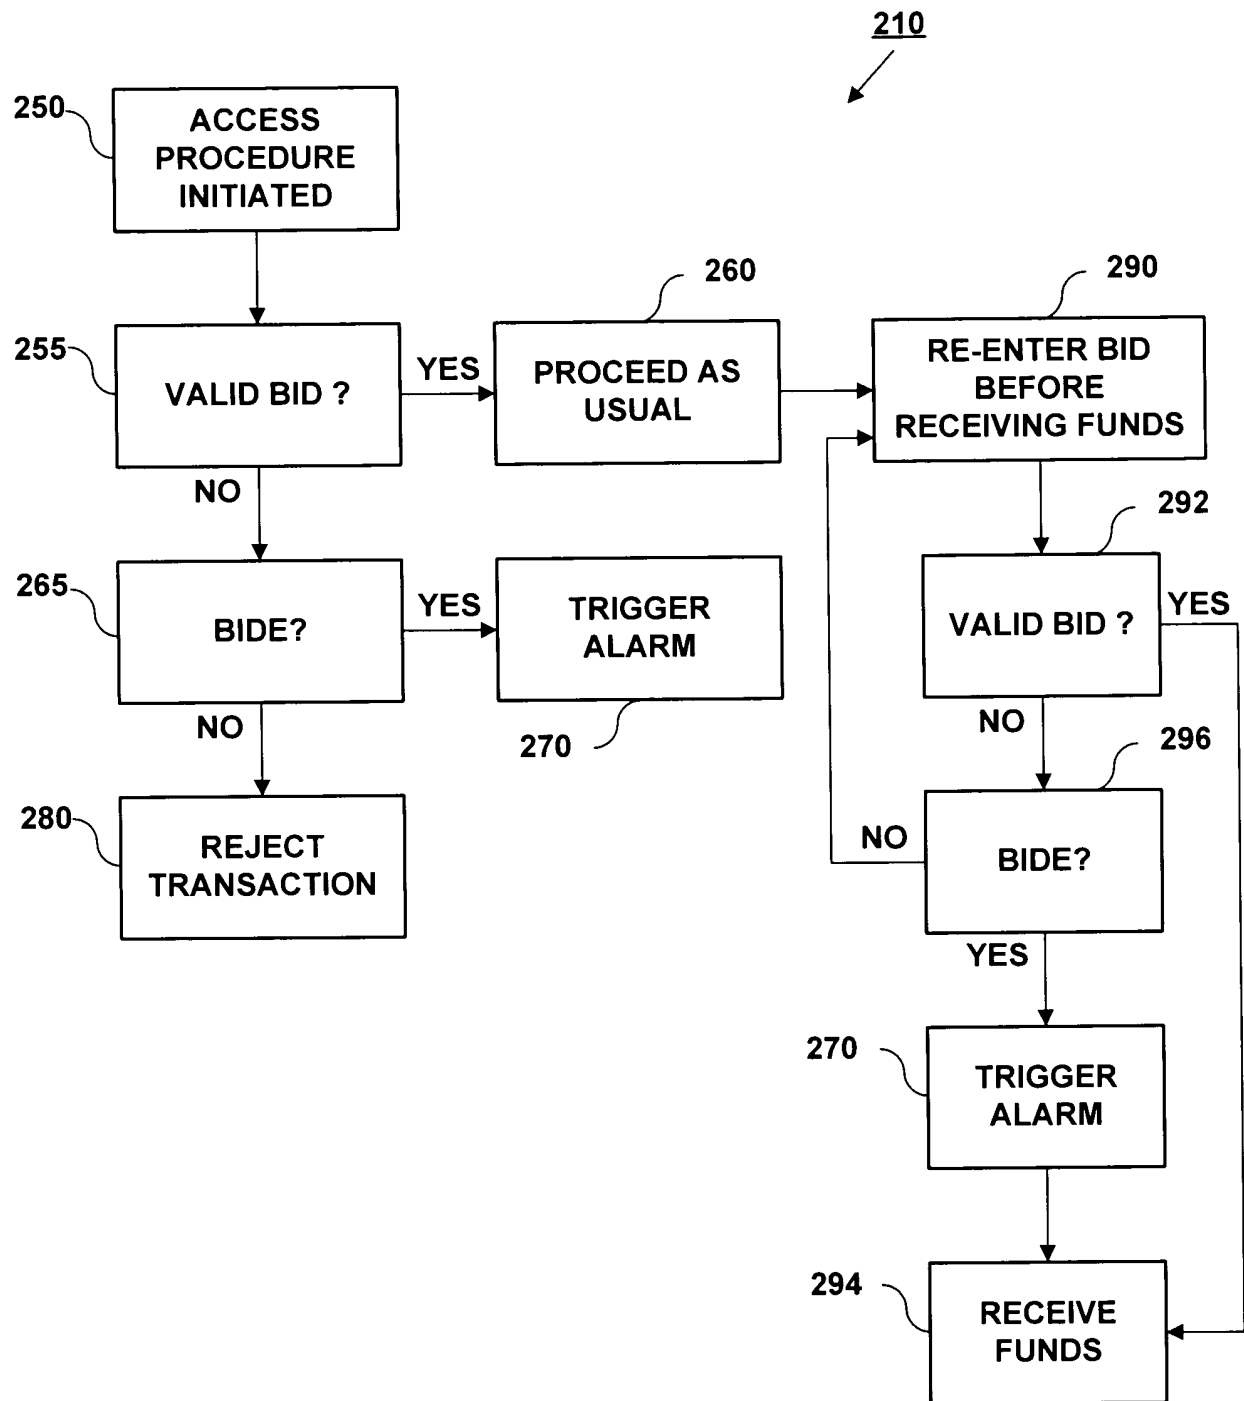 210
250
ACCESS
PROCEDURE
INITIATED
260
290
255
VALID BID ?
YES
PROCEED AS
USUAL
RE-ENTER BID
BEFORE
RECEIVING FUNDS
NO
292
265
BIDE?
YES
TRIGGER
ALARM
VALID BID ?
YES
NO
270
NO
296
280
REJECT
TRANSACTION
NO
BIDE?
YES
270
TRIGGER
ALARM
294
RECEIVE
FUNDS